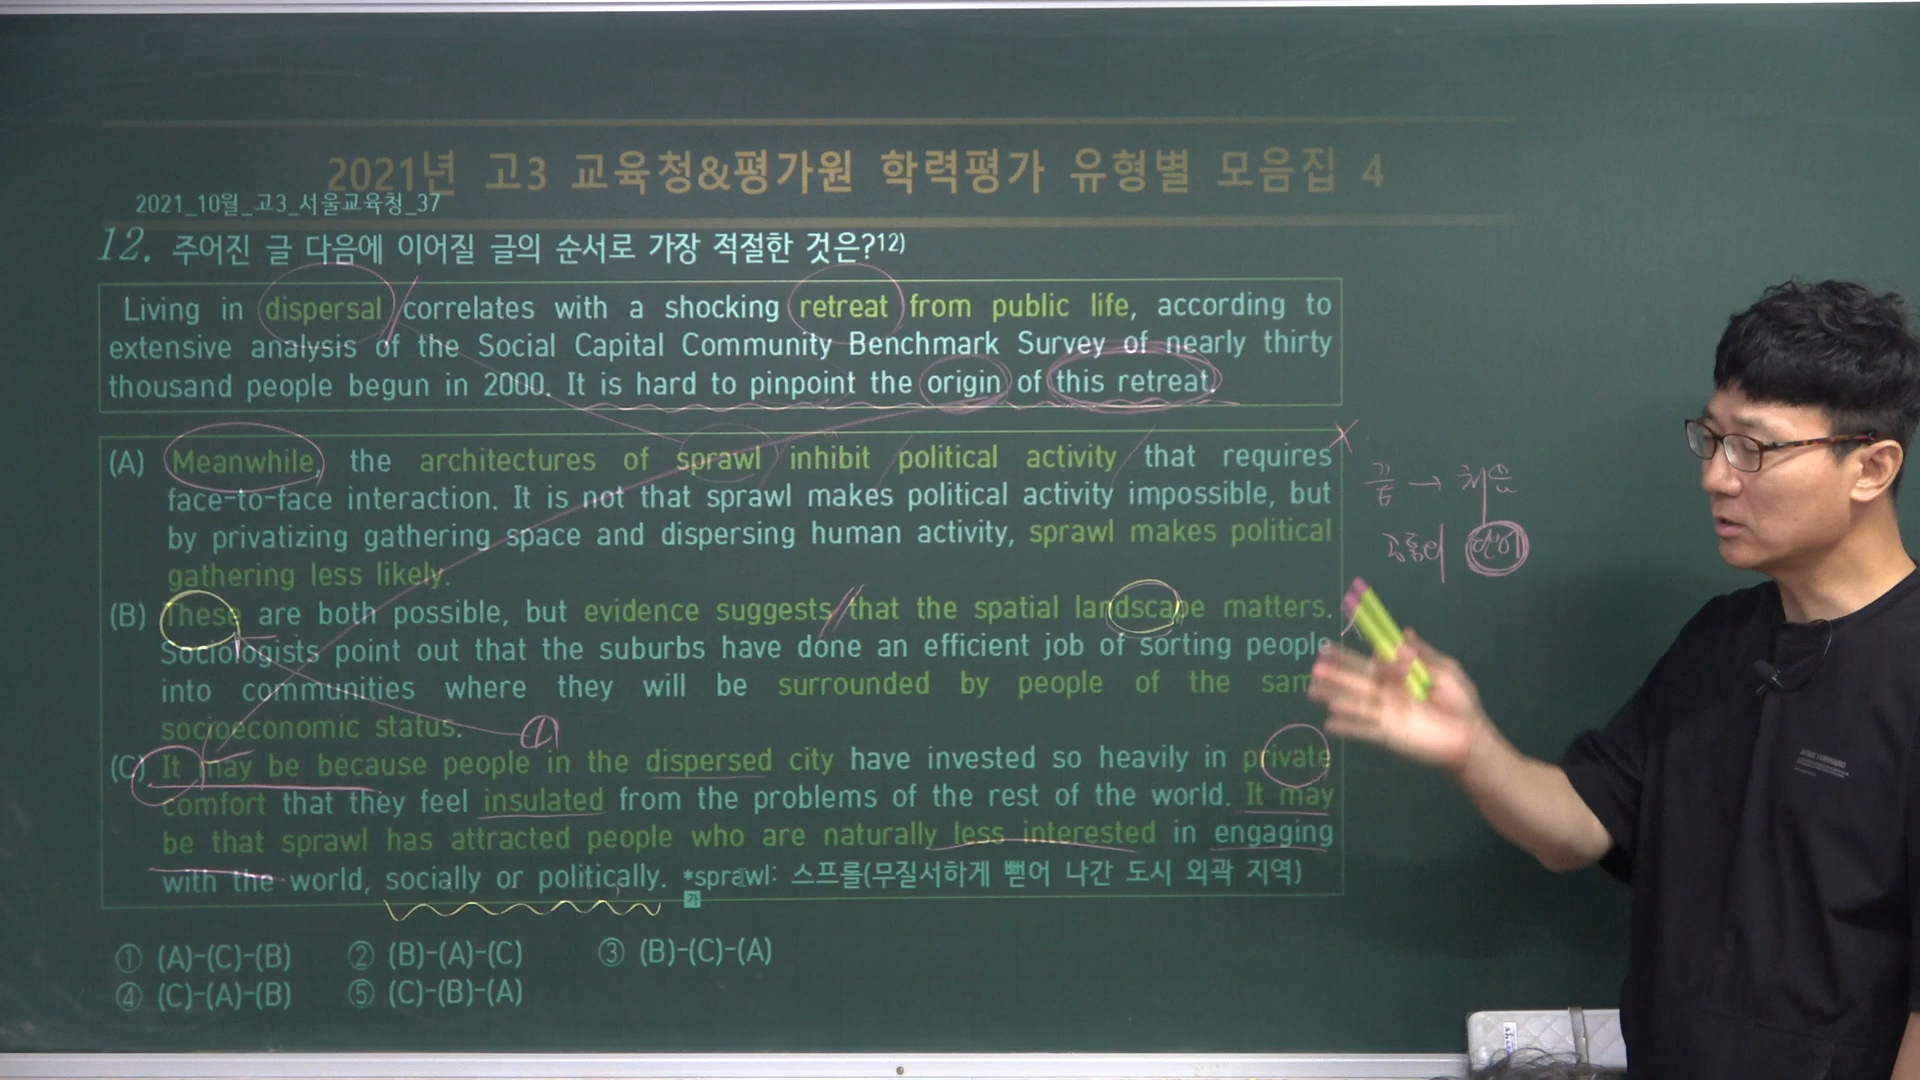 2021년 고3 교육청&평가원 학력평가 유형별 모음집 4
2021_10월_고3_서울교육청_37
12. 주어진 글 다음에 이어질 글의 순서로 가장 적절한 것은?12)
Living in dispersal correlates with a shocking retreat from public life, according to
extensive analysis of the Social Capital Community Benchmark Survey of nearly thirty
thousand people begun in 2000. It is hard to pinpoint the origin of this retreat.
(A) Meanwhile, the architectures of sprawl inhibit political activity that requires
face-to-face interaction. It is not that sprawl makes political activity impossible, but
by privatizing gathering space and dispersing human activity, sprawl makes political
gathering less likely.
(B) These are both possible, but evidence suggests that the spatial landscape matters.
Sociologists point out that the suburbs have done an efficient job of sorting people
into communities where they will be surrounded by people of the same
socioeconomic status.
(C) It may be because people in the dispersed city have invested so heavily in private
comfort that they feel insulated from the problems of the rest of the world. It may
be that sprawl has attracted people who are naturally less interested in engaging
with the world, socially or politically. *sprawl: 스프롤(무질서하게 뻗어 나간 도시 외곽 지역)
가
① (A)-(C)-(B) ② (B)-(A)-(C) ③ (B)-(C)-(A)
④ (C)-(A)-(B) ⑤ (C)-(B)-(A)
끝 → 처음